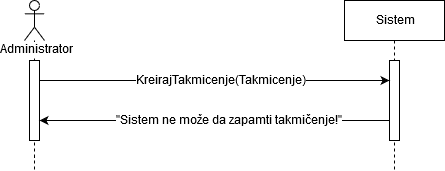 Sistem
Administrator
KreirajTakmicenje(Takmicenje)
"Sistem ne može da zapamti takmičenje!"